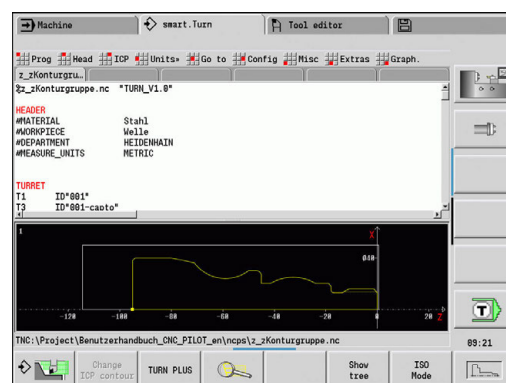 Machine
smart.Turn
Tool editor
Prog Head ICP Units» Go to Config Misc Extras Graph.
z_zKonturgru…
%z_zKonturgruppe.nc "TURN_V1.0"
HEADER
#MATERIAL Stahl
#WORKPIECE Welle
#DEPARTMENT HEIDENHAIN
#MEASURE_UNITS METRIC
TURRET
T1 ID"001"
T3 ID"001-capto"
1
X
Ø40
-120 -80 -60 -40 -20 0 20 Z
TNC:\Project\Benutzerhandbuch_CNC_PILOT_en\ncps\z_zKonturgruppe.nc
09:21
T
Change
ICP contour
TURN PLUS
Show
tree
ISO
Mode